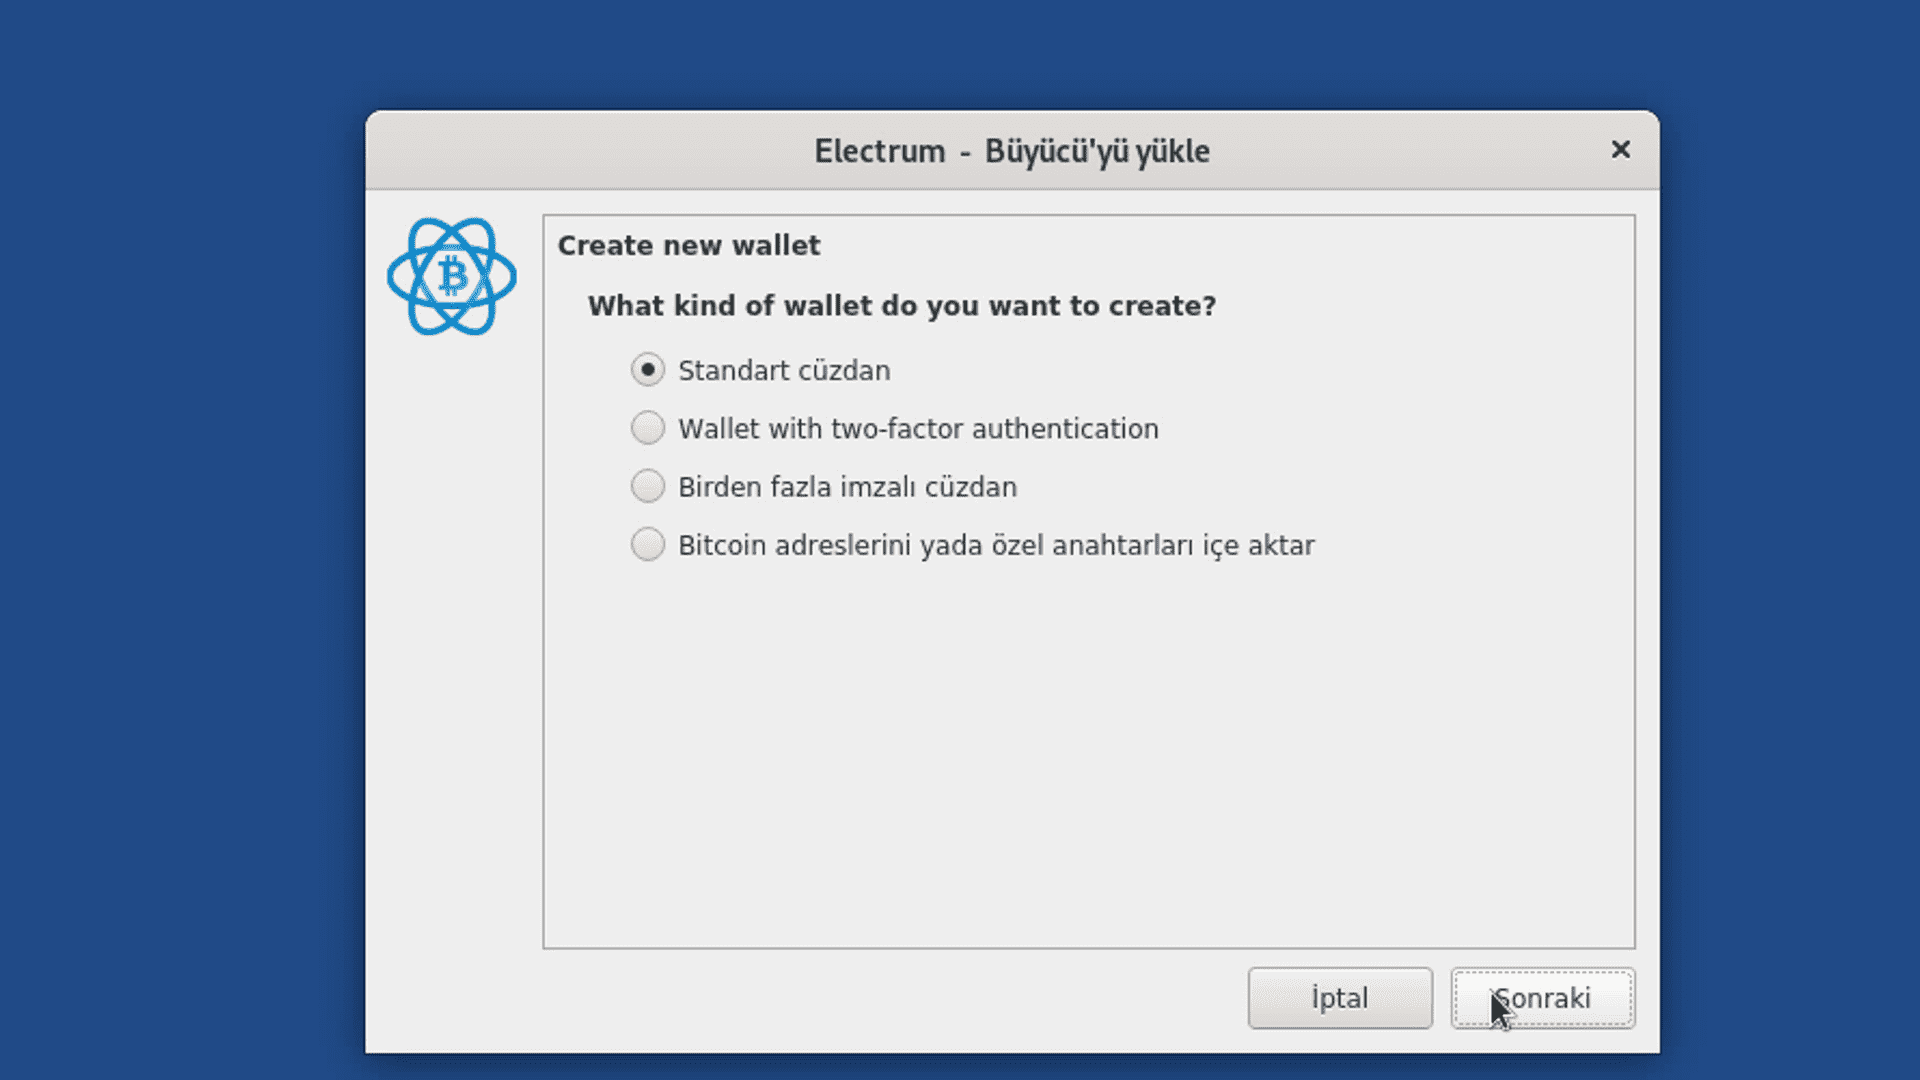 Electrum - Büyücü'yü yükle
Create new wallet
What kind of wallet do you want to create?
Standart cüzdan
Wallet with two-factor authentication
Birden fazla imzalı cüzdan
Bitcoin adreslerini yada özel anahtarları içe aktar
İptal
Sonraki